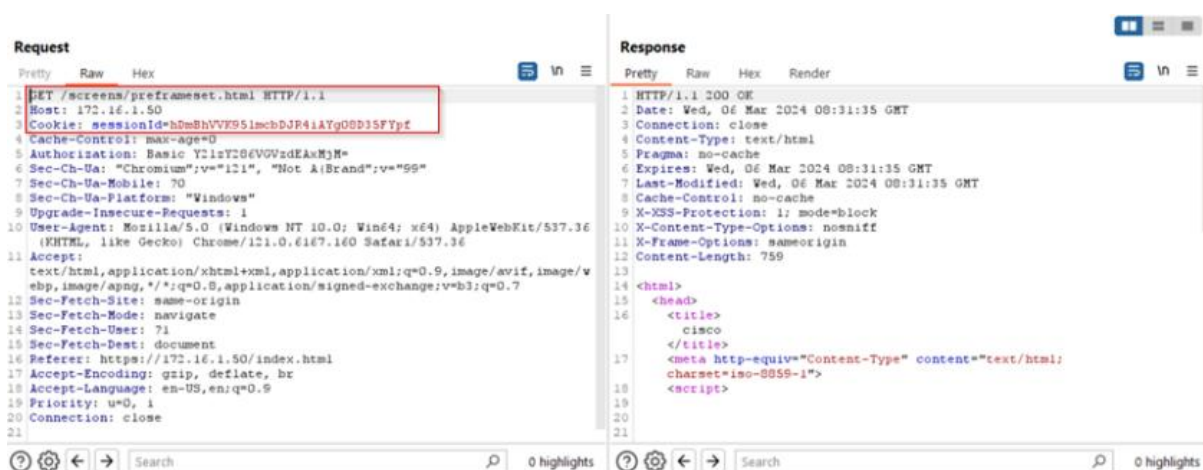 Request
Pretty Raw Hex
\n
1 GET /screens/preframeset.html HTTP/1.1
2 Host: 172.16.1.50
3 Cookie: sessionId=
4 Cache-Control: max-age=0
5 Authorization: Basic
6 Sec-Ch-Ua: "Chromium";v="121", "Not A(Brand";v="99"
7 Sec-Ch-Ua-Mobile: ?0
8 Sec-Ch-Ua-Platform: "Windows"
9 Upgrade-Insecure-Requests: 1
10 User-Agent: Mozilla/5.0 (Windows NT 10.0; Win64; x64) AppleWebKit/537.36
(KHTML, like Gecko) Chrome/121.0.6167.160 Safari/537.36
11 Accept:
text/html,application/xhtml+xml,application/xml;q=0.9,image/avif,image/w
ebp,image/apng,*/*;q=0.8,application/signed-exchange;v=b3;q=0.7
12 Sec-Fetch-Site: same-origin
13 Sec-Fetch-Mode: navigate
14 Sec-Fetch-User: ?1
15 Sec-Fetch-Dest: document
16 Referer: https://172.16.1.50/index.html
17 Accept-Encoding: gzip, deflate, br
18 Accept-Language: en-US,en;q=0.9
19 Priority: u=0, i
20 Connection: close
21
Search
0 highlights
Response
Pretty Raw Hex Render
\n
1 HTTP/1.1 200 OK
2 Date: Wed, 06 Mar 2024 08:31:35 GMT
3 Connection: close
4 Content-Type: text/html
5 Pragma: no-cache
6 Expires: Wed, 06 Mar 2024 08:31:35 GMT
7 Last-Modified: Wed, 06 Mar 2024 08:31:35 GMT
8 Cache-Control: no-cache
9 X-XSS-Protection: 1; mode=block
10 X-Content-Type-Options: nosniff
11 X-Frame-Options: sameorigin
12 Content-Length: 759
13
14 <html>
15 <head>
16 <title>
cisco
</title>
17 <meta http-equiv="Content-Type" content="text/html;
charset=iso-8859-1">
18 <script>
19
20
21
Search
0 highlights